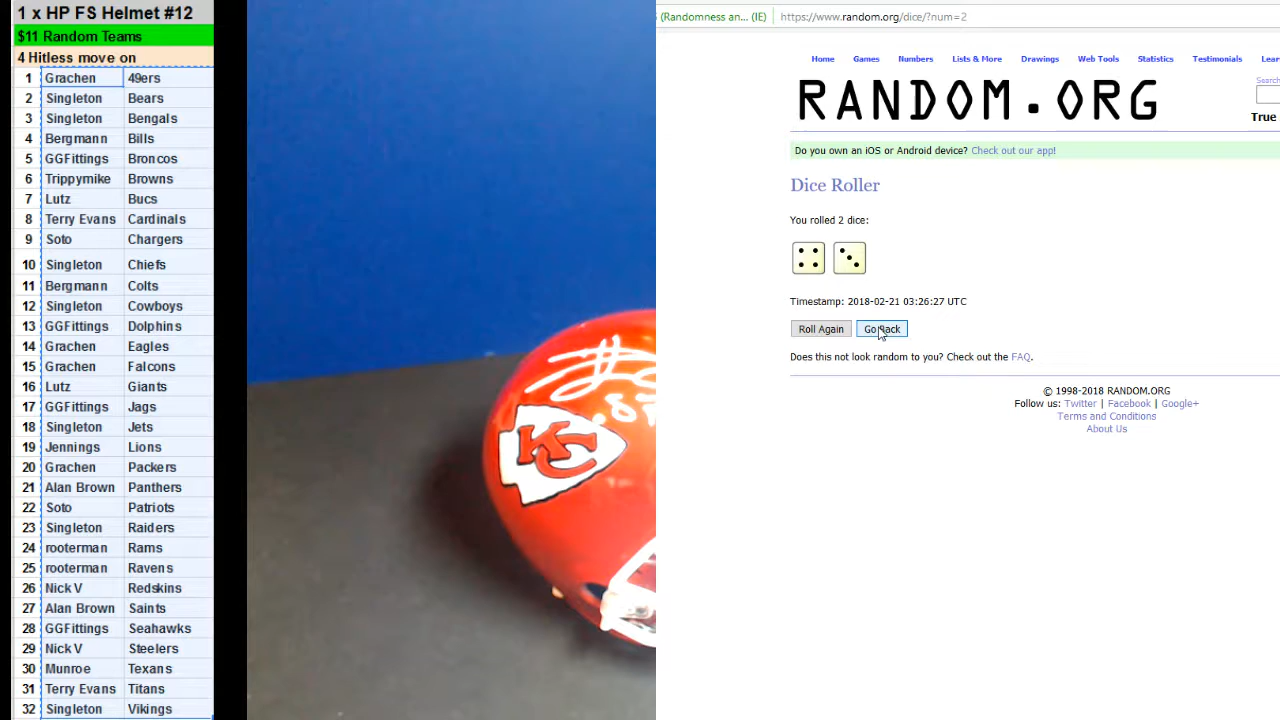 1 x HP FS Helmet #12
$11 Random Teams
4 Hitless move on
1 Grachen 49ers
2 Singleton Bears
3 Singleton Bengals
4 Bergmann Bills
5 GGFittings Broncos
6 Trippymike Browns
7 Lutz Bucs
8 Terry Evans Cardinals
9 Soto Chargers
10 Singleton Chiefs
11 Bergmann Colts
12 Singleton Cowboys
13 GGFittings Dolphins
14 Grachen Eagles
15 Grachen Falcons
16 Lutz Giants
17 GGFittings Jags
18 Singleton Jets
19 Jennings Lions
20 Grachen Packers
21 Alan Brown Panthers
22 Soto Patriots
23 Singleton Raiders
24 rooterman Rams
25 rooterman Ravens
26 Nick V Redskins
27 Alan Brown Saints
28 GGFittings Seahawks
29 Nick V Steelers
30 Munroe Texans
31 Terry Evans Titans
32 Singleton Vikings
KC
(Randomness an... (IE) https://www.random.org/dice/?num=2
Home Games Numbers Lists & More Drawings Web Tools Statistics Testimonials Lear
Search
RANDOM.ORG
True
Do you own an iOS or Android device? Check out our app!
Dice Roller
You rolled 2 dice:
Timestamp: 2018-02-21 03:26:27 UTC
Roll Again Go Back
Does this not look random to you? Check out the FAQ.
© 1998-2018 RANDOM.ORG
Follow us: Twitter | Facebook | Google+
Terms and Conditions
About Us